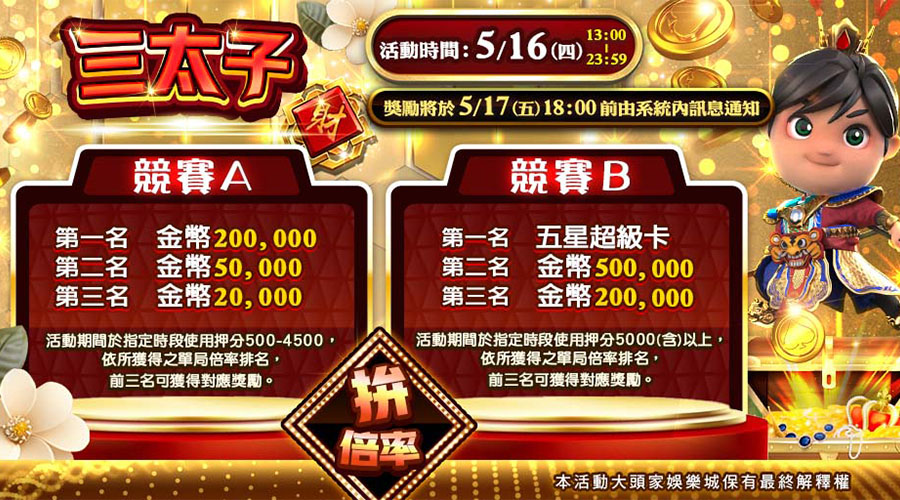 三太子
財
活動時間：5/16(四) 13:00-23:59
獎勵將於5/17(五)18:00前由系統內訊息通知
競賽A
第一名 金幣200,000
第二名 金幣50,000
第三名 金幣20,000
活動期間於指定時段使用押分500-4500，
依所獲得之單局倍率排名，
前三名可獲得對應獎勵。
競賽B
第一名 五星超級卡
第二名 金幣500,000
第三名 金幣200,000
活動期間於指定時段使用押分5000(含)以上，
依所獲得之單局倍率排名，
前三名可獲得對應獎勵。
拚
倍率
本活動大頭家娛樂城保有最終解釋權